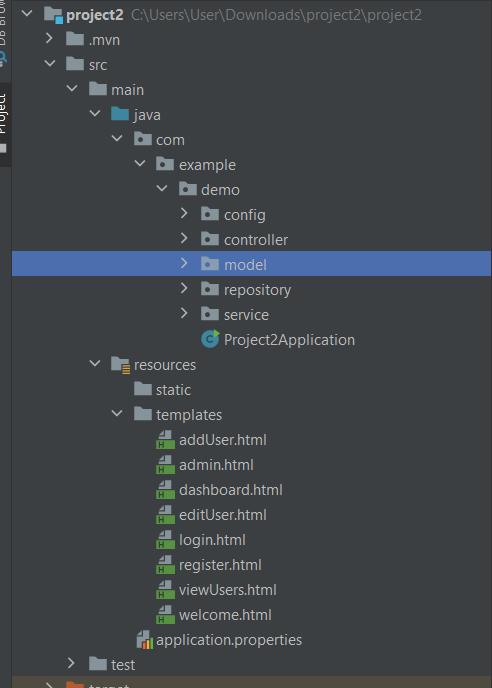 project2 C:\Users\User\Downloads\project2\project2
.mvn
src
main
java
com
example
demo
config
controller
model
repository
service
Project2Application
resources
static
templates
addUser.html
admin.html
dashboard.html
editUser.html
login.html
register.html
viewUsers.html
welcome.html
application.properties
test
Project